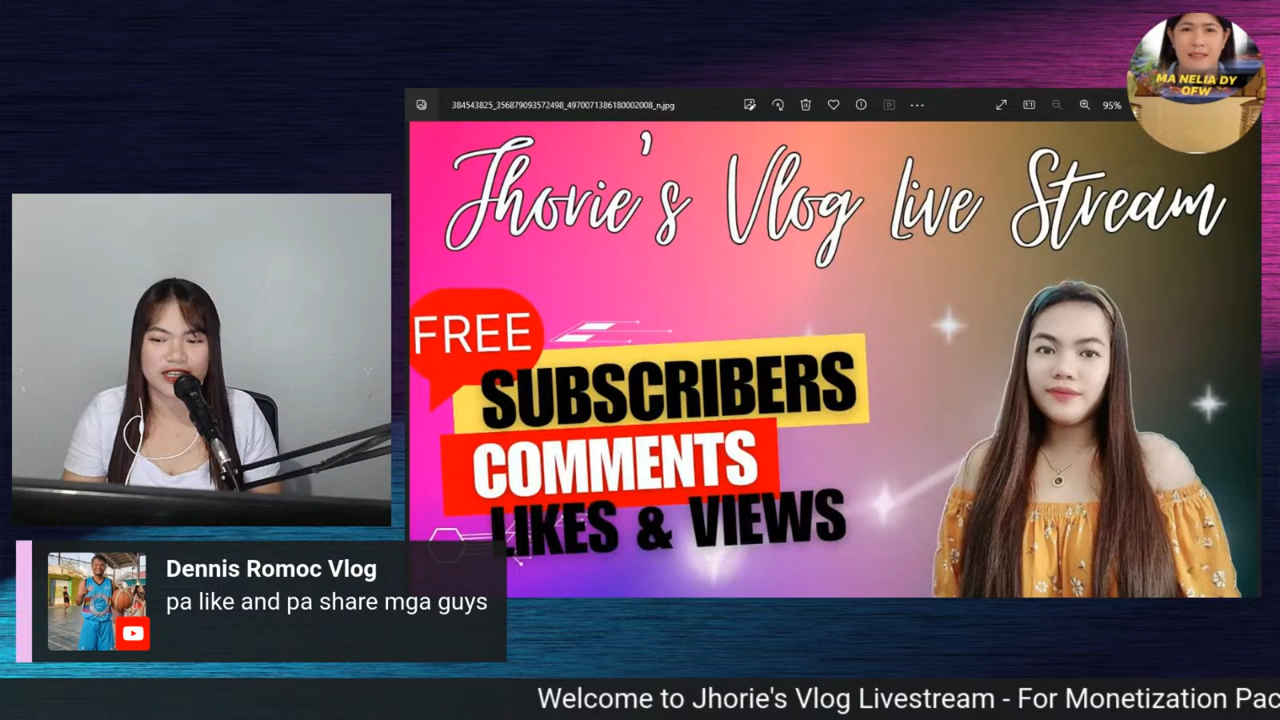 MA NELIA DY
OFW
384543825_356879093572498_4970071386180002008_n.jpg
95%
Jhorie's Vlog Live Stream
FREE
SUBSCRIBERS
COMMENTS
LIKES & VIEWS
Dennis Romoc Vlog
pa like and pa share mga guys
Welcome to Jhorie's Vlog Livestream - For Monetization Pac